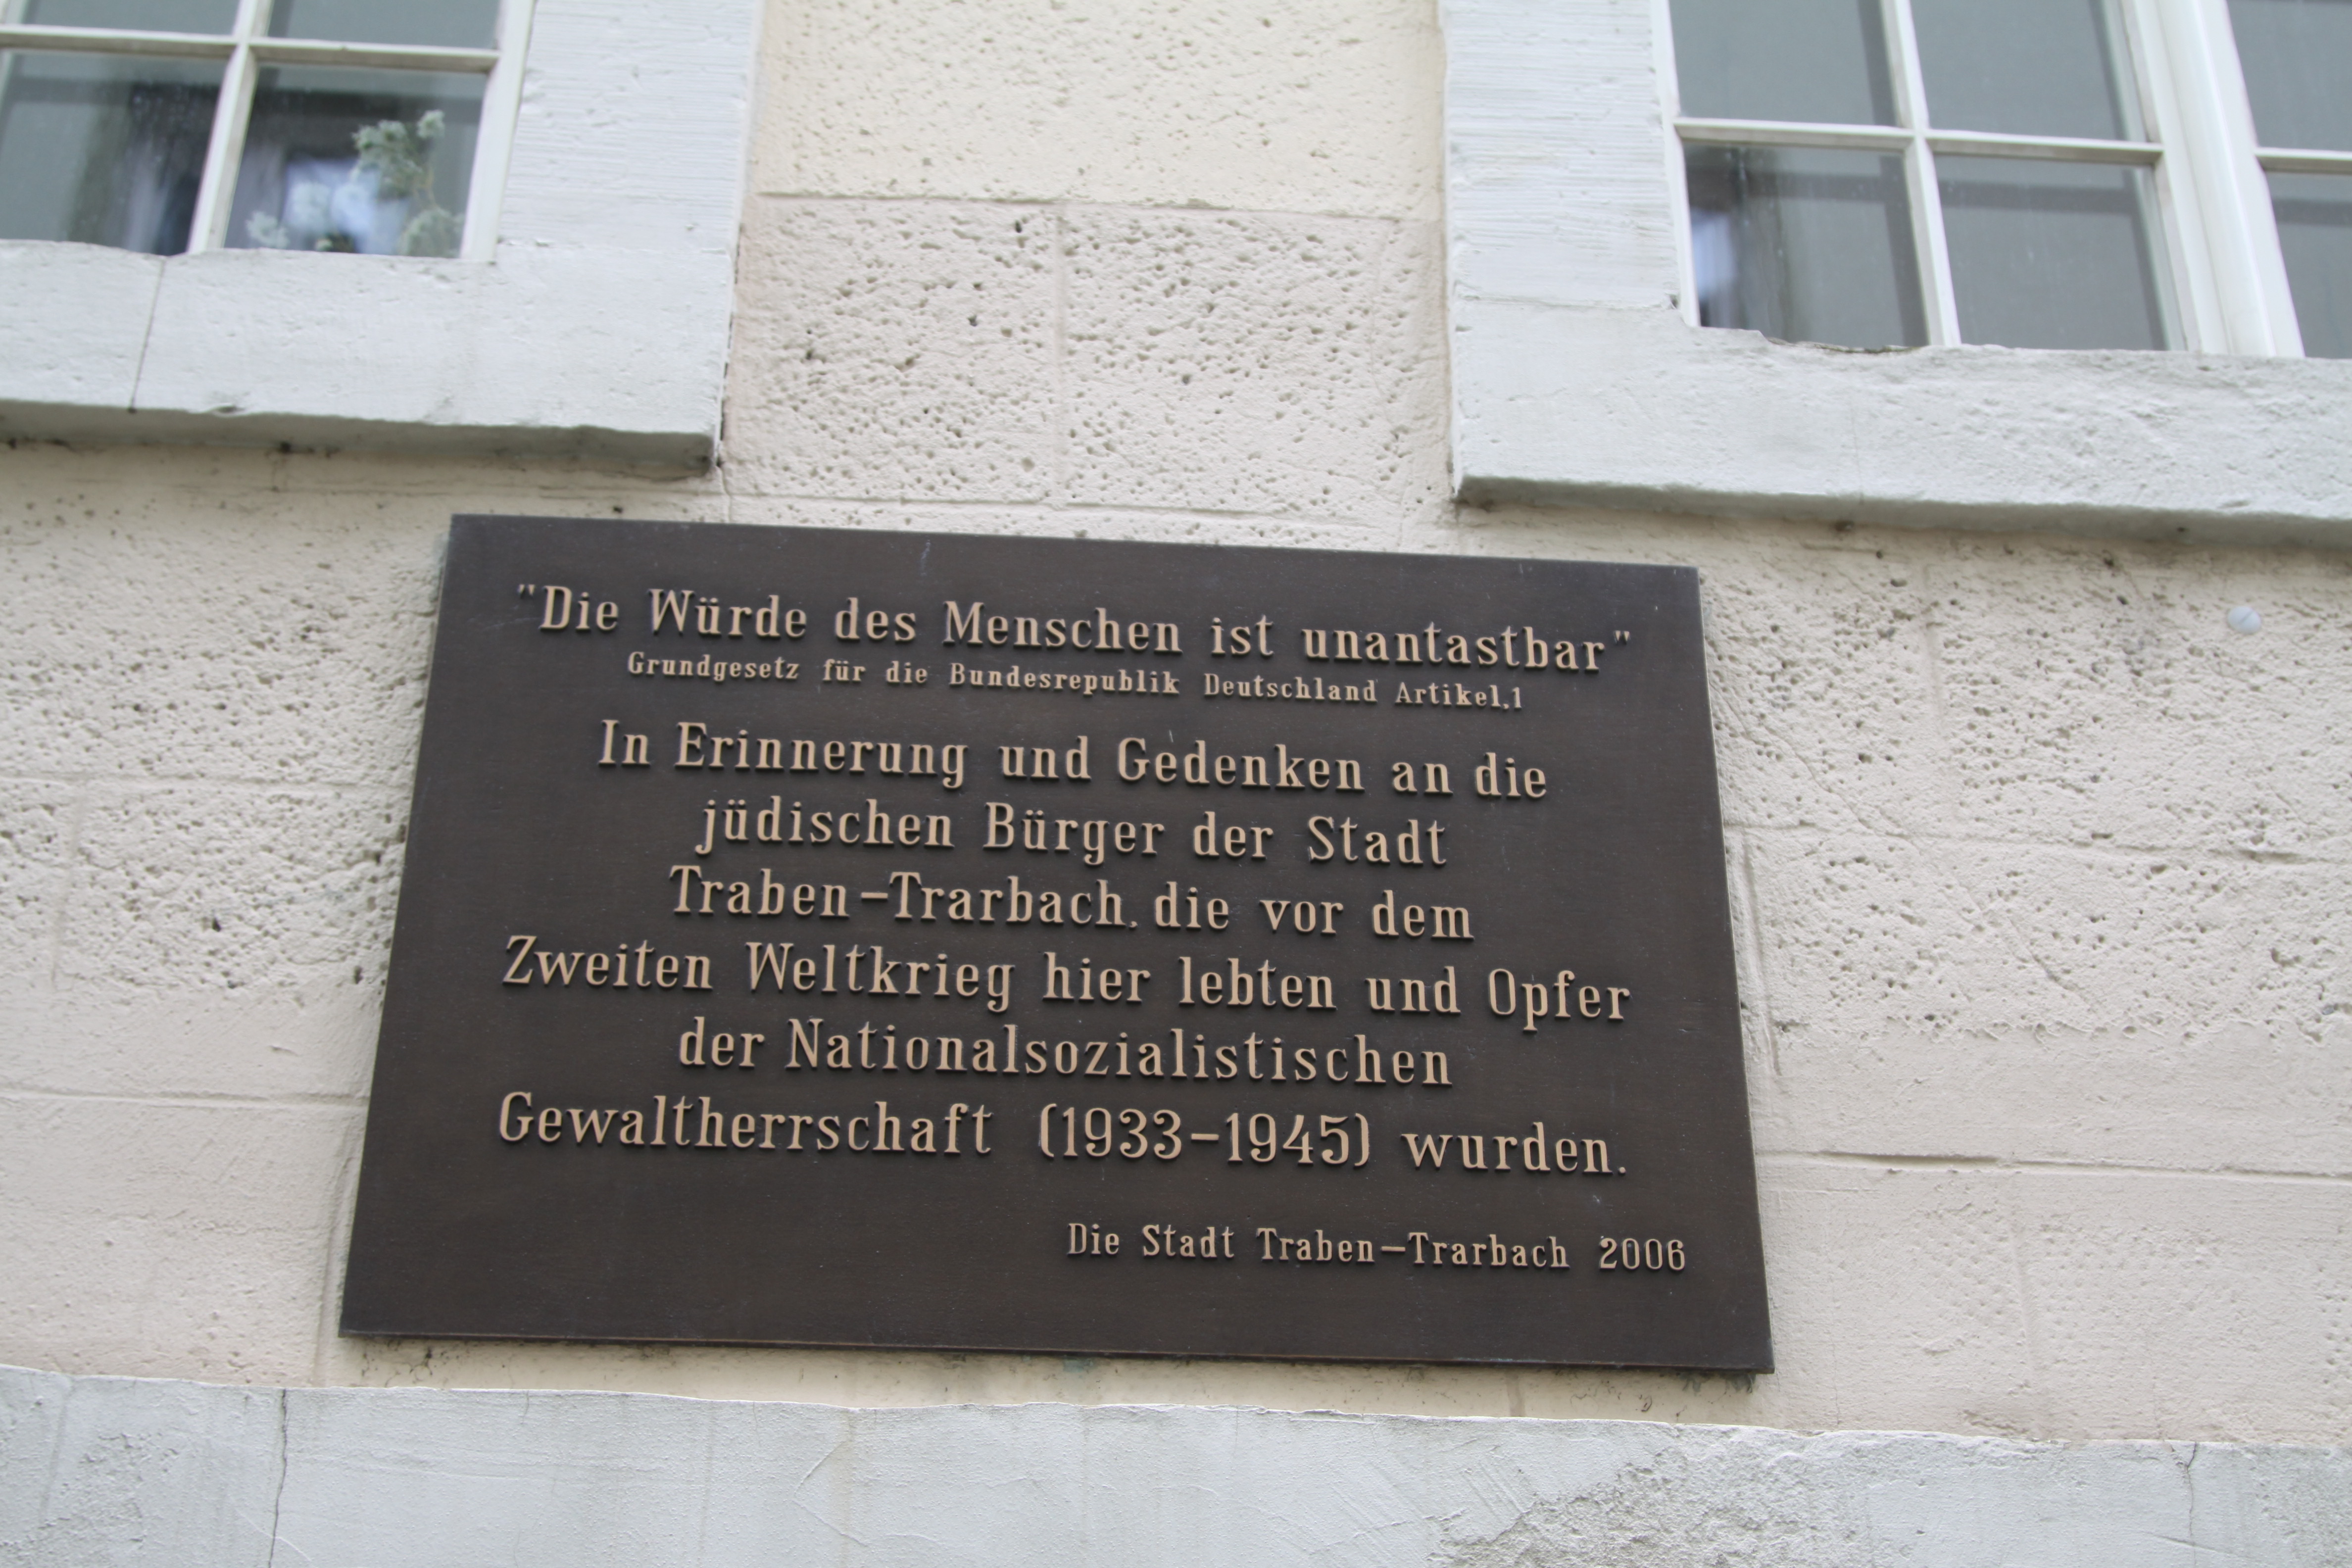 "Die Würde des Menschen ist unantastbar"
Grundgesetz für die Bundesrepublik Deutschland Artikel.1
In Erinnerung und Gedenken an die
jüdischen Bürger der Stadt
Traben-Trarbach, die vor dem
Zweiten Weltkrieg hier lebten und Opfer
der Nationalsozialistischen
Gewaltherrschaft (1933-1945) wurden.
Die Stadt Traben-Trarbach 2006